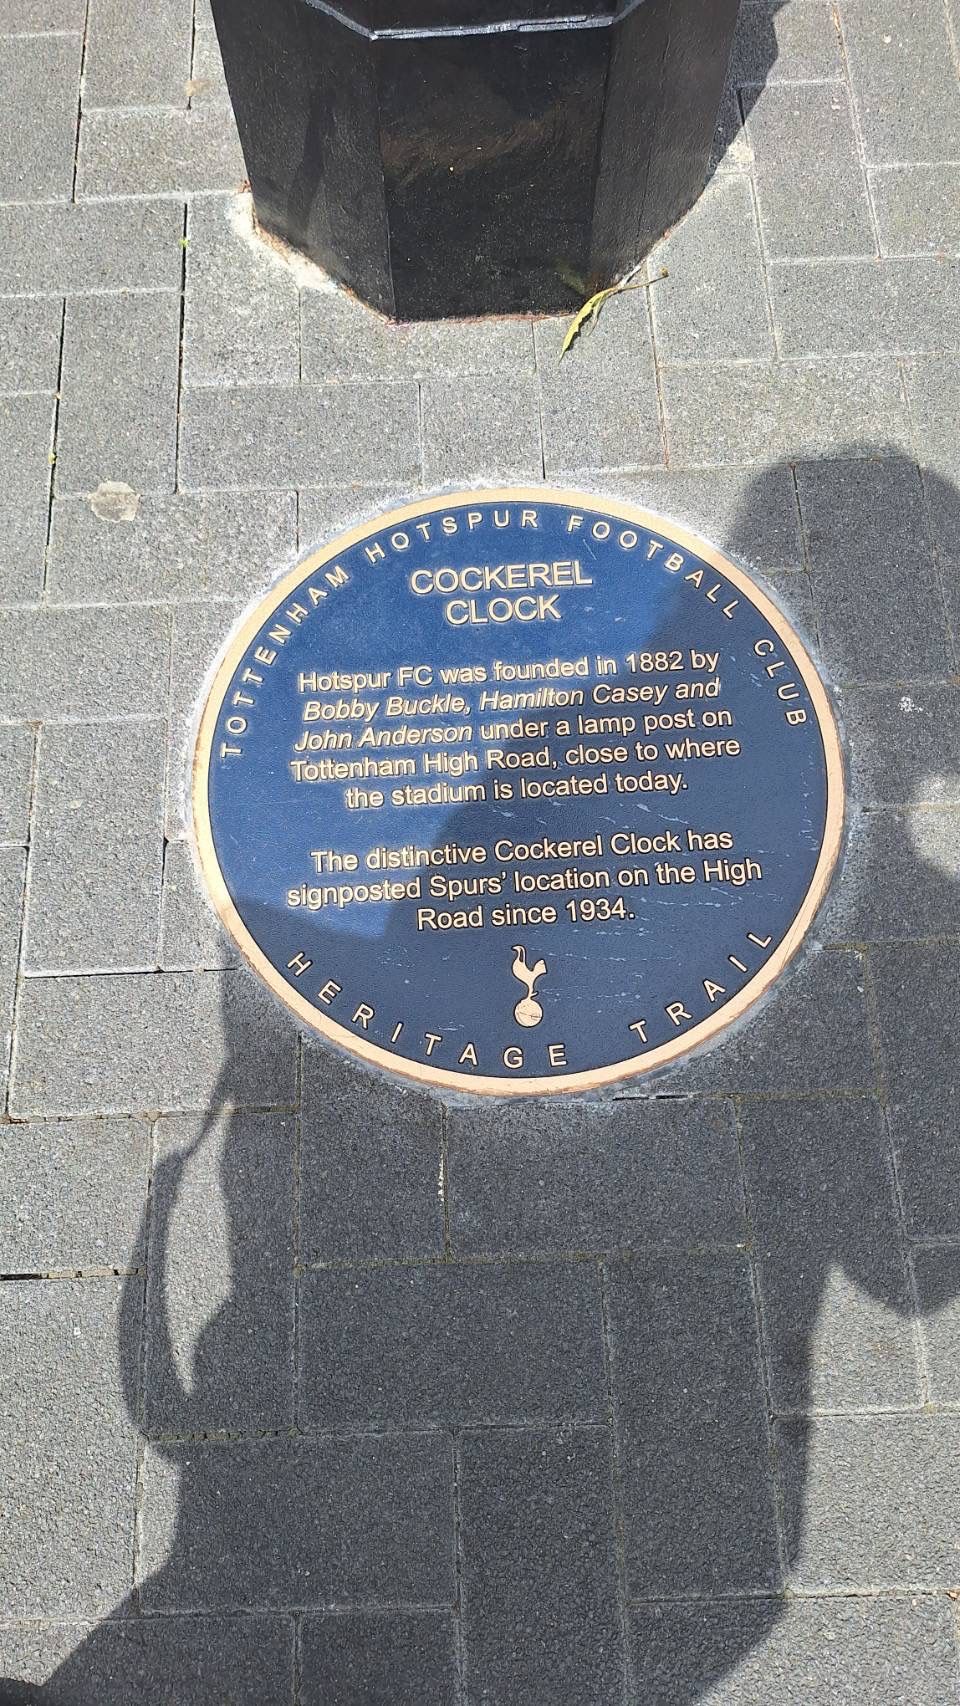 TOTTENHAM HOTSPUR FOOTBALL CLUB
COCKEREL
CLOCK
Hotspur FC was founded in 1882 by
Bobby Buckle, Hamilton Casey and
John Anderson under a lamp post on
Tottenham High Road, close to where
the stadium is located today.
The distinctive Cockerel Clock has
signposted Spurs' location on the High
Road since 1934.
HERITAGE TRAIL